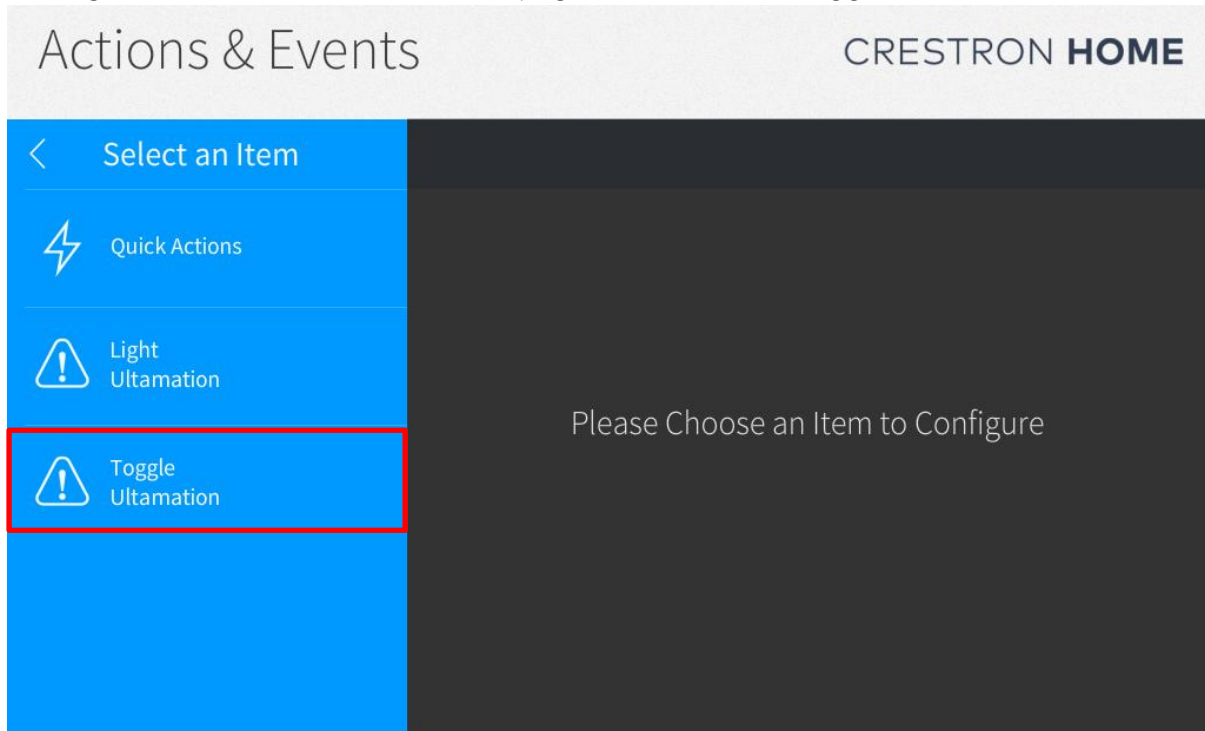 Actions & Events
CRESTRON HOME
Select an Item
Quick Actions
Light
Ultamation
Toggle
Ultamation
Please Choose an Item to Configure